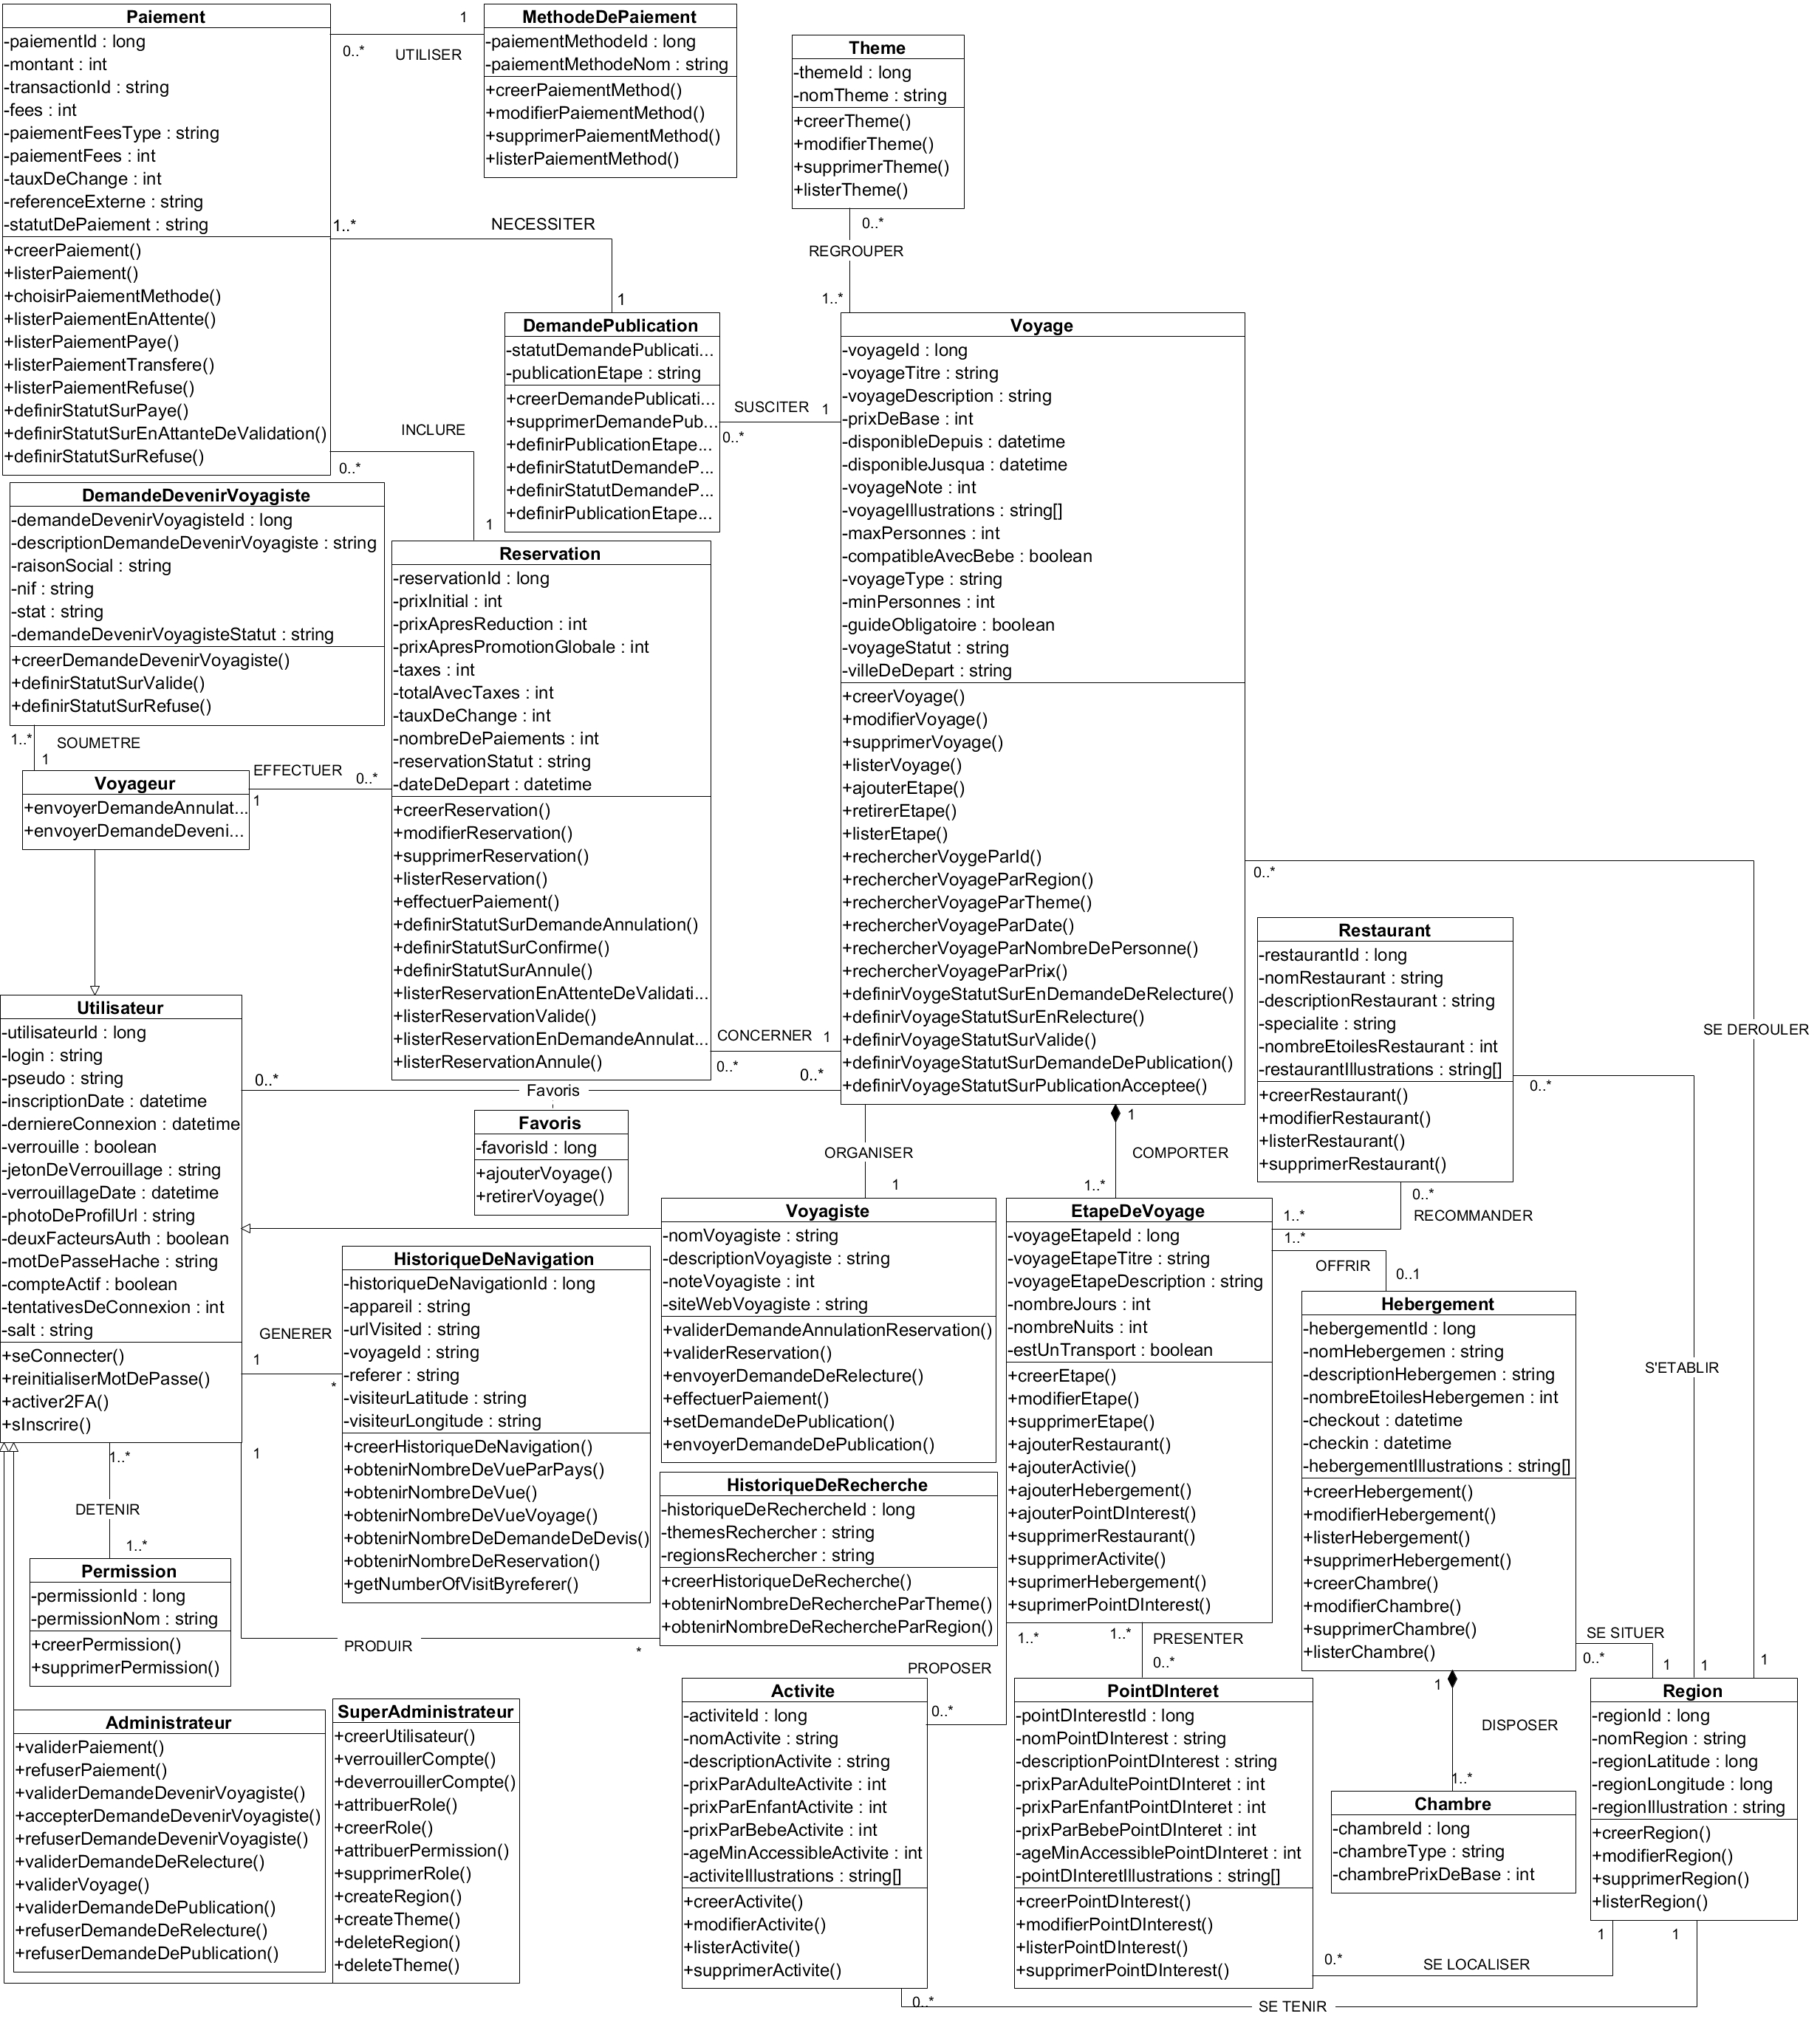 Paiement
-paiementId : long
-montant : int
-transactionId : string
-fees : int
-paiementFeesType : string
-paiementFees : int
-tauxDeChange : int
-referenceExterne : string
-statutDePaiement : string
+creerPaiement()
+listerPaiement()
+choisirPaiementMethode()
+listerPaiementEnAttente()
+listerPaiementPaye()
+listerPaiementTransfere()
+listerPaiementRefuse()
+definirStatutSurPaye()
+definirStatutSurEnAttanteDeValidation()
+definirStatutSurRefuse()
1
0..*
UTILISER
MethodeDePaiement
-paiementMethodeId : long
-paiementMethodeNom : string
+creerPaiementMethod()
+modifierPaiementMethod()
+supprimerPaiementMethod()
+listerPaiementMethod()
Theme
-themeId : long
-nomTheme : string
+creerTheme()
+modifierTheme()
+supprimerTheme()
+listerTheme()
0..*
REGROUPER
1..*
1..*
NECESSITER
1
DemandePublication
-statutDemandePublicati...
-publicationEtape : string
+creerDemandePublicati...
+supprimerDemandePub...
+definirPublicationEtape...
+definirStatutDemandeP...
+definirStatutDemandeP...
+definirPublicationEtape...
SUSCITER
1
0..*
Voyage
-voyageId : long
-voyageTitre : string
-voyageDescription : string
-prixDeBase : int
-disponibleDepuis : datetime
-disponibleJusqua : datetime
-voyageNote : int
-voyageIllustrations : string[]
-maxPersonnes : int
-compatibleAvecBebe : boolean
-voyageType : string
-minPersonnes : int
-guideObligatoire : boolean
-voyageStatut : string
-villeDeDepart : string
+creerVoyage()
+modifierVoyage()
+supprimerVoyage()
+listerVoyage()
+ajouterEtape()
+retirerEtape()
+listerEtape()
+rechercherVoygeParId()
+rechercherVoyageParRegion()
+rechercherVoyageParTheme()
+rechercherVoyageParDate()
+rechercherVoyageParNombreDePersonne()
+rechercherVoyageParPrix()
+definirVoygeStatutSurEnDemandeDeRelecture()
+definirVoyageStatutSurEnRelecture()
+definirVoyageStatutSurValide()
+definirVoyageStatutSurDemandeDePublication()
+definirVoyageStatutSurPublicationAcceptee()
INCLURE
0..*
1
DemandeDevenirVoyagiste
-demandeDevenirVoyagisteId : long
-descriptionDemandeDevenirVoyagiste : string
-raisonSocial : string
-nif : string
-stat : string
-demandeDevenirVoyagisteStatut : string
+creerDemandeDevenirVoyagiste()
+definirStatutSurValide()
+definirStatutSurRefuse()
1..*
SOUMETRE
1
Reservation
-reservationId : long
-prixInitial : int
-prixApresReduction : int
-prixApresPromotionGlobale : int
-taxes : int
-totalAvecTaxes : int
-tauxDeChange : int
-nombreDePaiements : int
-reservationStatut : string
-dateDeDepart : datetime
+creerReservation()
+modifierReservation()
+supprimerReservation()
+listerReservation()
+effectuerPaiement()
+definirStatutSurDemandeAnnulation()
+definirStatutSurConfirme()
+definirStatutSurAnnule()
+listerReservationEnAttenteDeValidati...
+listerReservationValide()
+listerReservationEnDemandeAnnulat...
+listerReservationAnnule()
Voyageur
+envoyerDemandeAnnulat...
+envoyerDemandeDeveni...
EFFECTUER
0..*
1
CONCERNER
1
0..*
0..*
0..*
Favoris
Favoris
-favorisId : long
+ajouterVoyage()
+retirerVoyage()
Utilisateur
-utilisateurId : long
-login : string
-pseudo : string
-inscriptionDate : datetime
-derniereConnexion : datetime
-verrouille : boolean
-jetonDeVerrouillage : string
-verrouillageDate : datetime
-photoDeProfilUrl : string
-deuxFacteursAuth : boolean
-motDePasseHache : string
-compteActif : boolean
-tentativesDeConnexion : int
-salt : string
+seConnecter()
+reinitialiserMotDePasse()
+activer2FA()
+sInscrire()
GENERER
1
*
HistoriqueDeNavigation
-historiqueDeNavigationId : long
-appareil : string
-urlVisited : string
-voyageId : string
-referer : string
-visiteurLatitude : string
-visiteurLongitude : string
+creerHistoriqueDeNavigation()
+obtenirNombreDeVueParPays()
+obtenirNombreDeVue()
+obtenirNombreDeVueVoyage()
+obtenirNombreDeDemandeDeDevis()
+obtenirNombreDeReservation()
+getNumberOfVisitByreferer()
ORGANISER
1
Voyagiste
-nomVoyagiste : string
-descriptionVoyagiste : string
-noteVoyagiste : int
-siteWebVoyagiste : string
+validerDemandeAnnulationReservation()
+validerReservation()
+envoyerDemandeDeRelecture()
+effectuerPaiement()
+setDemandeDePublication()
+envoyerDemandeDePublication()
1
COMPORTER
1..*
EtapeDeVoyage
-voyageEtapeId : long
-voyageEtapeTitre : string
-voyageEtapeDescription : string
-nombreJours : int
-nombreNuits : int
-estUnTransport : boolean
+creerEtape()
+modifierEtape()
+supprimerEtape()
+ajouterRestaurant()
+ajouterActivie()
+ajouterHebergement()
+ajouterPointDInterest()
+supprimerRestaurant()
+supprimerActivite()
+suprimerHebergement()
+suprimerPointDInterest()
0..*
SE DEROULER
1
Restaurant
-restaurantId : long
-nomRestaurant : string
-descriptionRestaurant : string
-specialite : string
-nombreEtoilesRestaurant : int
-restaurantIllustrations : string[]
+creerRestaurant()
+modifierRestaurant()
+listerRestaurant()
+supprimerRestaurant()
0..*
S'ETABLIR
1
0..*
1..*
RECOMMANDER
1..*
OFFRIR
0..1
Hebergement
-hebergementId : long
-nomHebergemen : string
-descriptionHebergemen : string
-nombreEtoilesHebergemen : int
-checkout : datetime
-checkin : datetime
-hebergementIllustrations : string[]
+creerHebergement()
+modifierHebergement()
+listerHebergement()
+supprimerHebergement()
+creerChambre()
+modifierChambre()
+supprimerChambre()
+listerChambre()
SE SITUER
0..*
1
1..*
DETENIR
1..*
Permission
-permissionId : long
-permissionNom : string
+creerPermission()
+supprimerPermission()
1
PRODUIR
*
HistoriqueDeRecherche
-historiqueDeRechercheId : long
-themesRechercher : string
-regionsRechercher : string
+creerHistoriqueDeRecherche()
+obtenirNombreDeRechercheParTheme()
+obtenirNombreDeRechercheParRegion()
1..*
PROPOSER
0..*
1..*
PRESENTER
0..*
Administrateur
+validerPaiement()
+refuserPaiement()
+validerDemandeDevenirVoyagiste()
+accepterDemandeDevenirVoyagiste()
+refuserDemandeDevenirVoyagiste()
+validerDemandeDeRelecture()
+validerVoyage()
+validerDemandeDePublication()
+refuserDemandeDeRelecture()
+refuserDemandeDePublication()
SuperAdministrateur
+creerUtilisateur()
+verrouillerCompte()
+deverrouillerCompte()
+attribuerRole()
+creerRole()
+attribuerPermission()
+supprimerRole()
+createRegion()
+createTheme()
+deleteRegion()
+deleteTheme()
Activite
-activiteId : long
-nomActivite : string
-descriptionActivite : string
-prixParAdulteActivite : int
-prixParEnfantActivite : int
-prixParBebeActivite : int
-ageMinAccessibleActivite : int
-activiteIllustrations : string[]
+creerActivite()
+modifierActivite()
+listerActivite()
+supprimerActivite()
PointDInteret
-pointDInterestId : long
-nomPointDInterest : string
-descriptionPointDInterest : string
-prixParAdultePointDInteret : int
-prixParEnfantPointDInteret : int
-prixParBebePointDInteret : int
-ageMinAccessiblePointDInteret : int
-pointDInteretIllustrations : string[]
+creerPointDInterest()
+modifierPointDInterest()
+listerPointDInterest()
+supprimerPointDInterest()
1
DISPOSER
1..*
Chambre
-chambreId : long
-chambreType : string
-chambrePrixDeBase : int
Region
-regionId : long
-nomRegion : string
-regionLatitude : long
-regionLongitude : long
-regionIllustration : string
+creerRegion()
+modifierRegion()
+supprimerRegion()
+listerRegion()
1
1
0.*
SE LOCALISER
0..*
SE TENIR